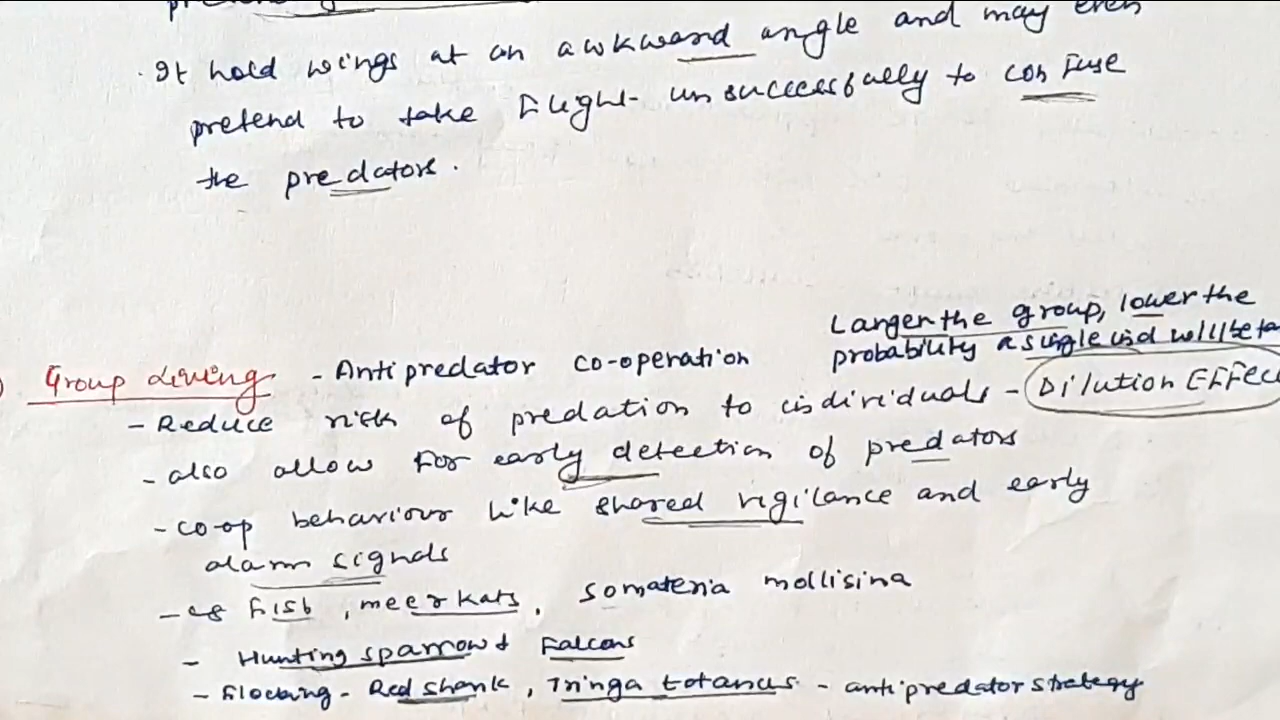 · It hold wings at an awkward angle and may even
pretend to take Flight- unsuccessfully to confuse
the predators.
Larger the group, lower the
probability a single ind will be ta
Group living - Antipredator co-operation
- Reduce risk of predation to individuals - Dilution Effec
- also allow for early detection of predators
- co-op behaviour like shared vigilance and early
alarm signals
- eg Fish, meerkats, somateria mollisina
- Hunting sparrow & Falcons
- Flocking - Redshank, Tringa totanus - antipredator strategy